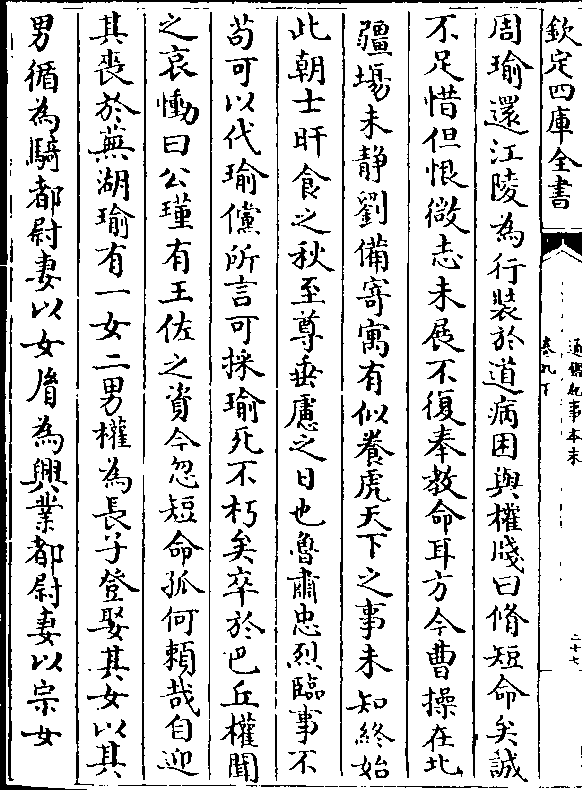 欽定四庫全書
通鑑紀事本末
卷九下
二十七
周瑜還江陵為行裝於道病困與權牋曰脩短命矣誠
不足惜但恨微志未展不復奉教命耳方今曹操在北
疆埸未靜劉備寄寓有似養虎天下之事未知終始
此朝士旰食之秋至尊垂慮之日也魯肅忠烈臨事不
苟可以代瑜儻所言可採瑜死不朽矣卒於巴丘權聞
之哀慟曰公瑾有王佐之資今忽短命孤何賴哉自迎
其喪於蕪湖瑜有一女二男權為長子登娶其女以其
男循為騎都尉妻以女㣧為興業都尉妻以宗女